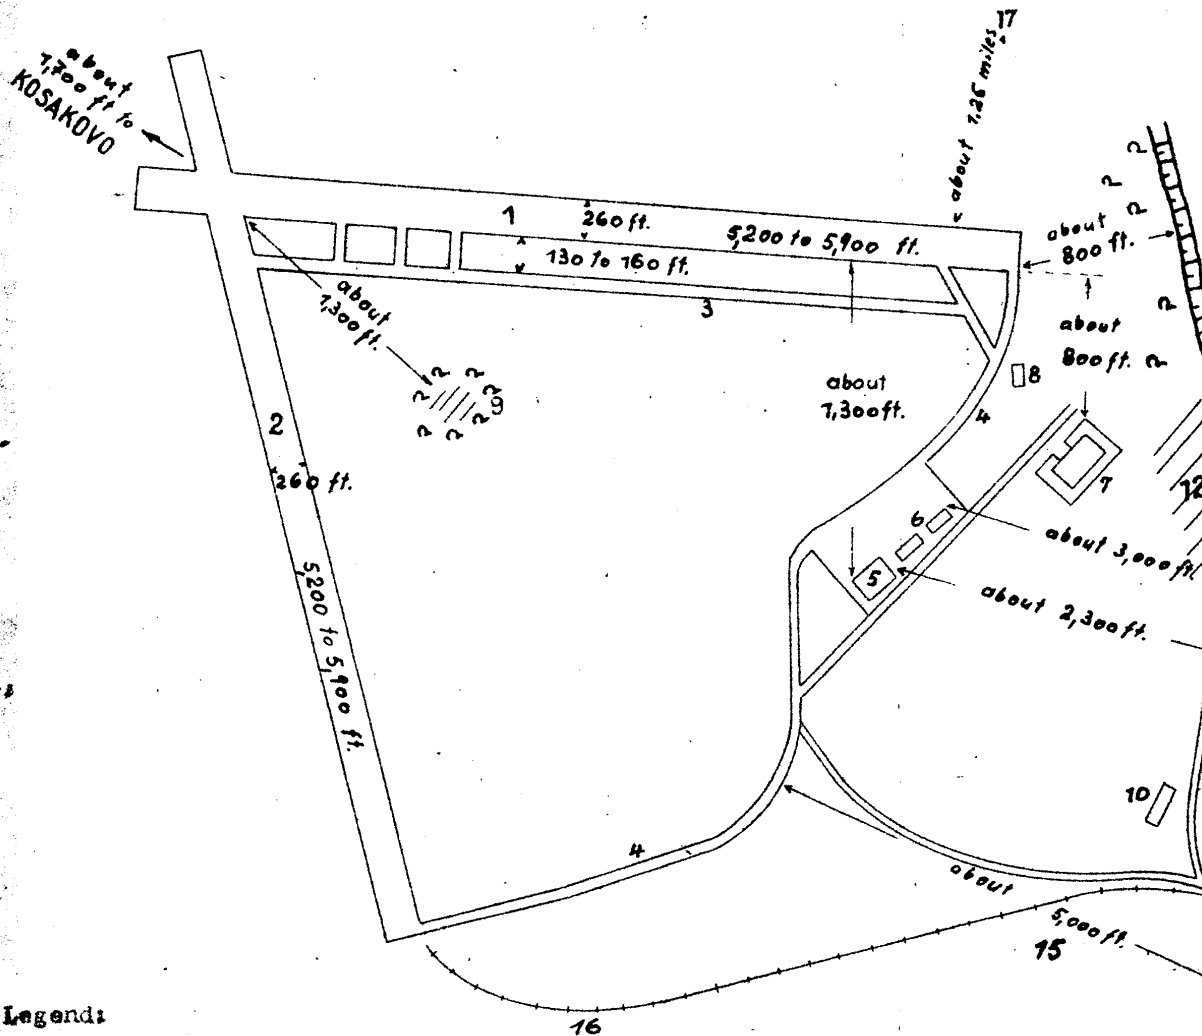 17
about
1,700 ft to
KOSAKOVO
about 1.25 miles
1
260 ft.
5,200 to 5,900 ft.
130 to 160 ft.
about
800 ft.
3
about
1,300 ft.
about
800 ft.
8
about
1,300 ft.
9
4
2
260 ft.
7
12
6
about 3,000 ft.
5
about 2,300 ft.
5,200 to 5,900 ft.
10
4
about
5,000 ft.
15
16
Legend: